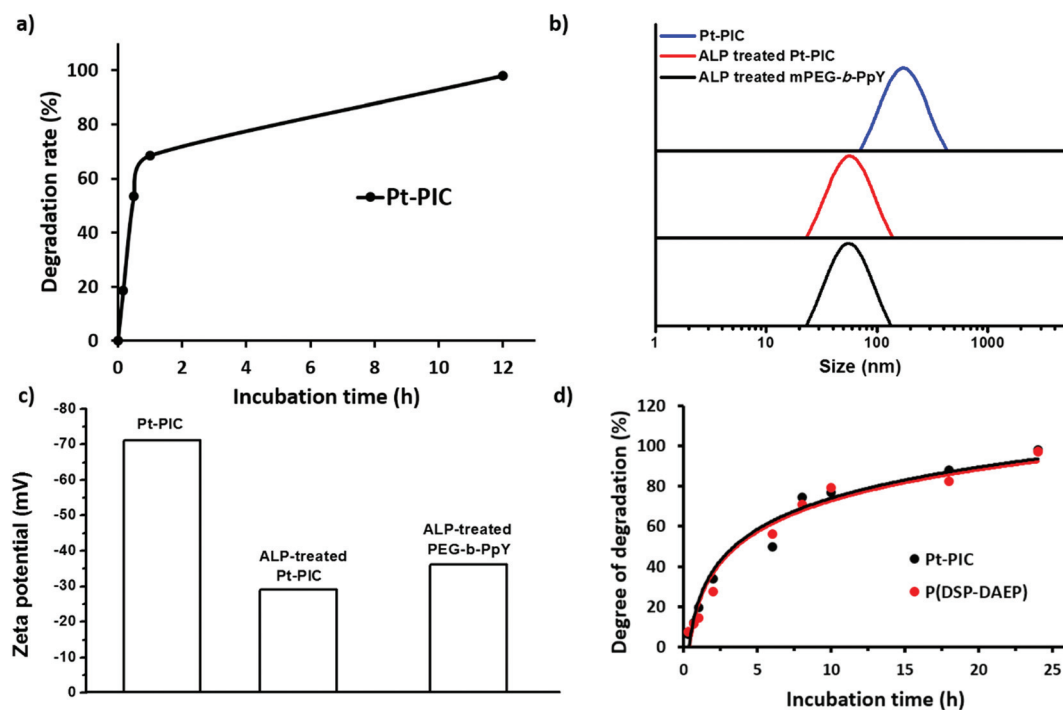 a)
Degradation rate (%)
100
80
60
40
20
0
Pt-PIC
0 2 4 6 8 10 12
Incubation time (h)
b)
Pt-PIC
ALP treated Pt-PIC
ALP treated mPEG-b-PpY
1 10 100 1000
Size (nm)
c)
Zeta potential (mV)
-80
-70
-60
-50
-40
-30
-20
-10
0
Pt-PIC
ALP-treated
Pt-PIC
ALP-treated
PEG-b-PpY
d)
Degree of degradation (%)
120
100
80
60
40
20
0
Pt-PIC
P(DSP-DAEP)
0 5 10 15 20 25
Incubation time (h)